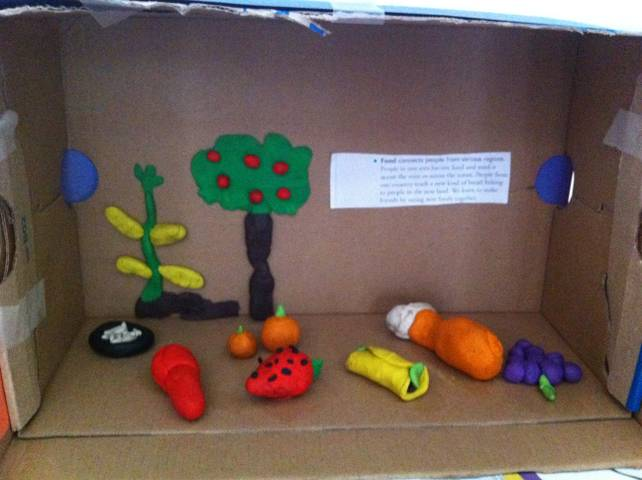 • Food connects people from various regions.
People in one area harvest food and send it
across the state or across the ocean. People from
one country teach a new kind of bread baking
to people in the new land. We learn to make
friends by eating new foods together.